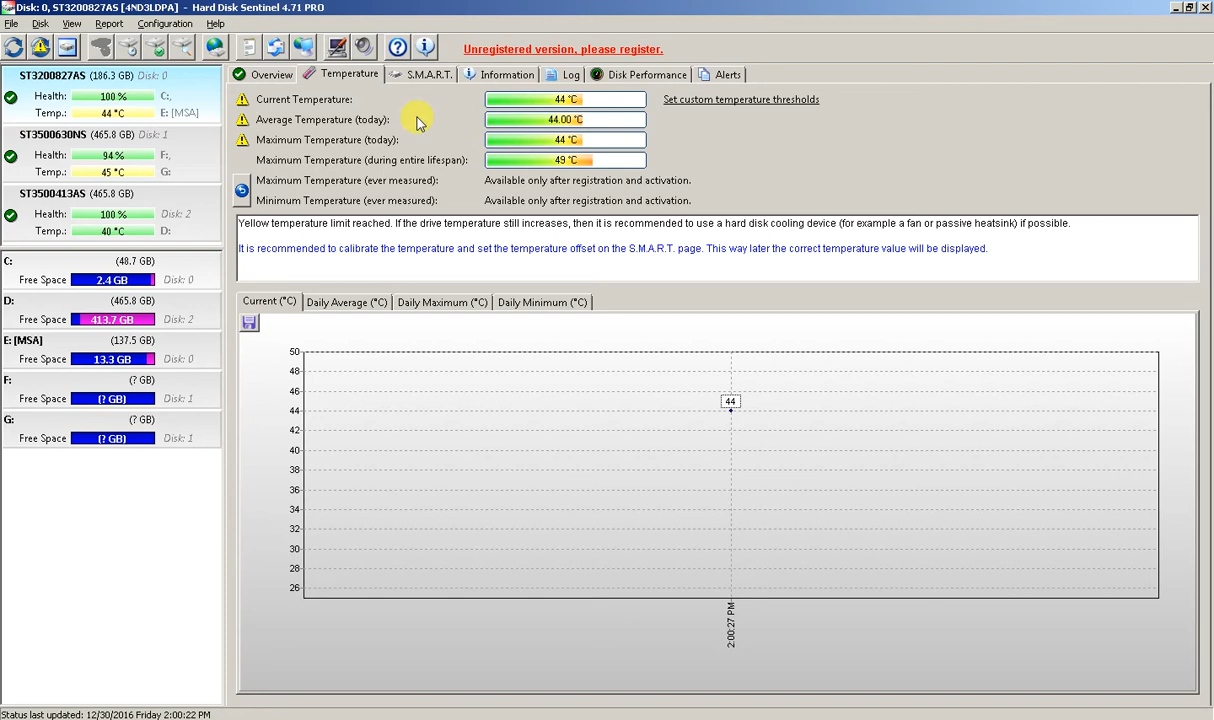 Disk: 0, ST3200827AS [4ND3LDPA] - Hard Disk Sentinel 4.71 PRO
File Disk View Report Configuration Help
Unregistered version, please register.
ST3200827AS (186.3 GB) Disk: 0
Health: 100 % C:,
Temp.: 44 °C E: [MSA]
ST3500630NS (465.8 GB) Disk: 1
Health: 94 % F:,
Temp.: 45 °C G:
ST3500413AS (465.8 GB)
Health: 100 % Disk: 2
Temp.: 40 °C D:
C: (48.7 GB)
Free Space 2.4 GB Disk: 0
D: (465.8 GB)
Free Space 413.7 GB Disk: 2
E: [MSA] (137.5 GB)
Free Space 13.3 GB Disk: 0
F: (? GB)
Free Space (? GB) Disk: 1
G: (? GB)
Free Space (? GB) Disk: 1
Overview Temperature S.M.A.R.T. Information Log Disk Performance Alerts
Current Temperature: 44 °C Set custom temperature thresholds
Average Temperature (today): 44.00 °C
Maximum Temperature (today): 44 °C
Maximum Temperature (during entire lifespan): 49 °C
Maximum Temperature (ever measured): Available only after registration and activation.
Minimum Temperature (ever measured): Available only after registration and activation.
Yellow temperature limit reached. If the drive temperature still increases, then it is recommended to use a hard disk cooling device (for example a fan or passive heatsink) if possible.
It is recommended to calibrate the temperature and set the temperature offset on the S.M.A.R.T. page. This way later the correct temperature value will be displayed.
Current (°C) Daily Average (°C) Daily Maximum (°C) Daily Minimum (°C)
50
48
46
44
44
42
40
38
36
34
32
30
28
26
2:00:27 PM
Status last updated: 12/30/2016 Friday 2:00:22 PM